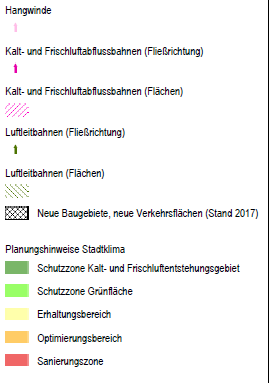 Hangwinde
Kalt- und Frischluftabflussbahnen (Fließrichtung)
Kalt- und Frischluftabflussbahnen (Flächen)
Luftleitbahnen (Fließrichtung)
Luftleitbahnen (Flächen)
Neue Baugebiete, neue Verkehrsflächen (Stand 2017)
Planungshinweise Stadtklima
Schutzzone Kalt- und Frischluftentstehungsgebiet
Schutzzone Grünfläche
Erhaltungsbereich
Optimierungsbereich
Sanierungszone